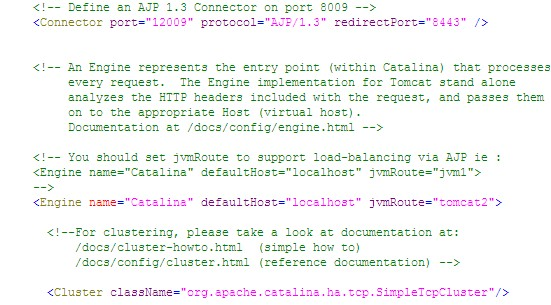 <!-- Define an AJP 1.3 Connector on port 8009 -->
<Connector port="12009" protocol="AJP/1.3" redirectPort="8443" />
<!-- An Engine represents the entry point (within Catalina) that processes
every request.  The Engine implementation for Tomcat stand alone
analyzes the HTTP headers included with the request, and passes them
on to the appropriate Host (virtual host).
Documentation at /docs/config/engine.html -->
<!-- You should set jvmRoute to support load-balancing via AJP ie :
<Engine name="Catalina" defaultHost="localhost" jvmRoute="jvm1">
-->
<Engine name="Catalina" defaultHost="localhost" jvmRoute="tomcat2">
<!--For clustering, please take a look at documentation at:
/docs/cluster-howto.html  (simple how to)
/docs/config/cluster.html (reference documentation) -->
<Cluster className="org.apache.catalina.ha.tcp.SimpleTcpCluster"/>